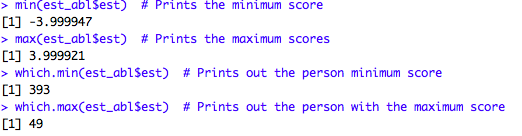 > min(est_abl$est)  # Prints the minimum score
[1] -3.999947
> max(est_abl$est)  # Prints the maximum scores
[1] 3.999921
> which.min(est_abl$est)  # Prints out the person minimum score
[1] 393
> which.max(est_abl$est)  # Prints out the person with the maximum score
[1] 49